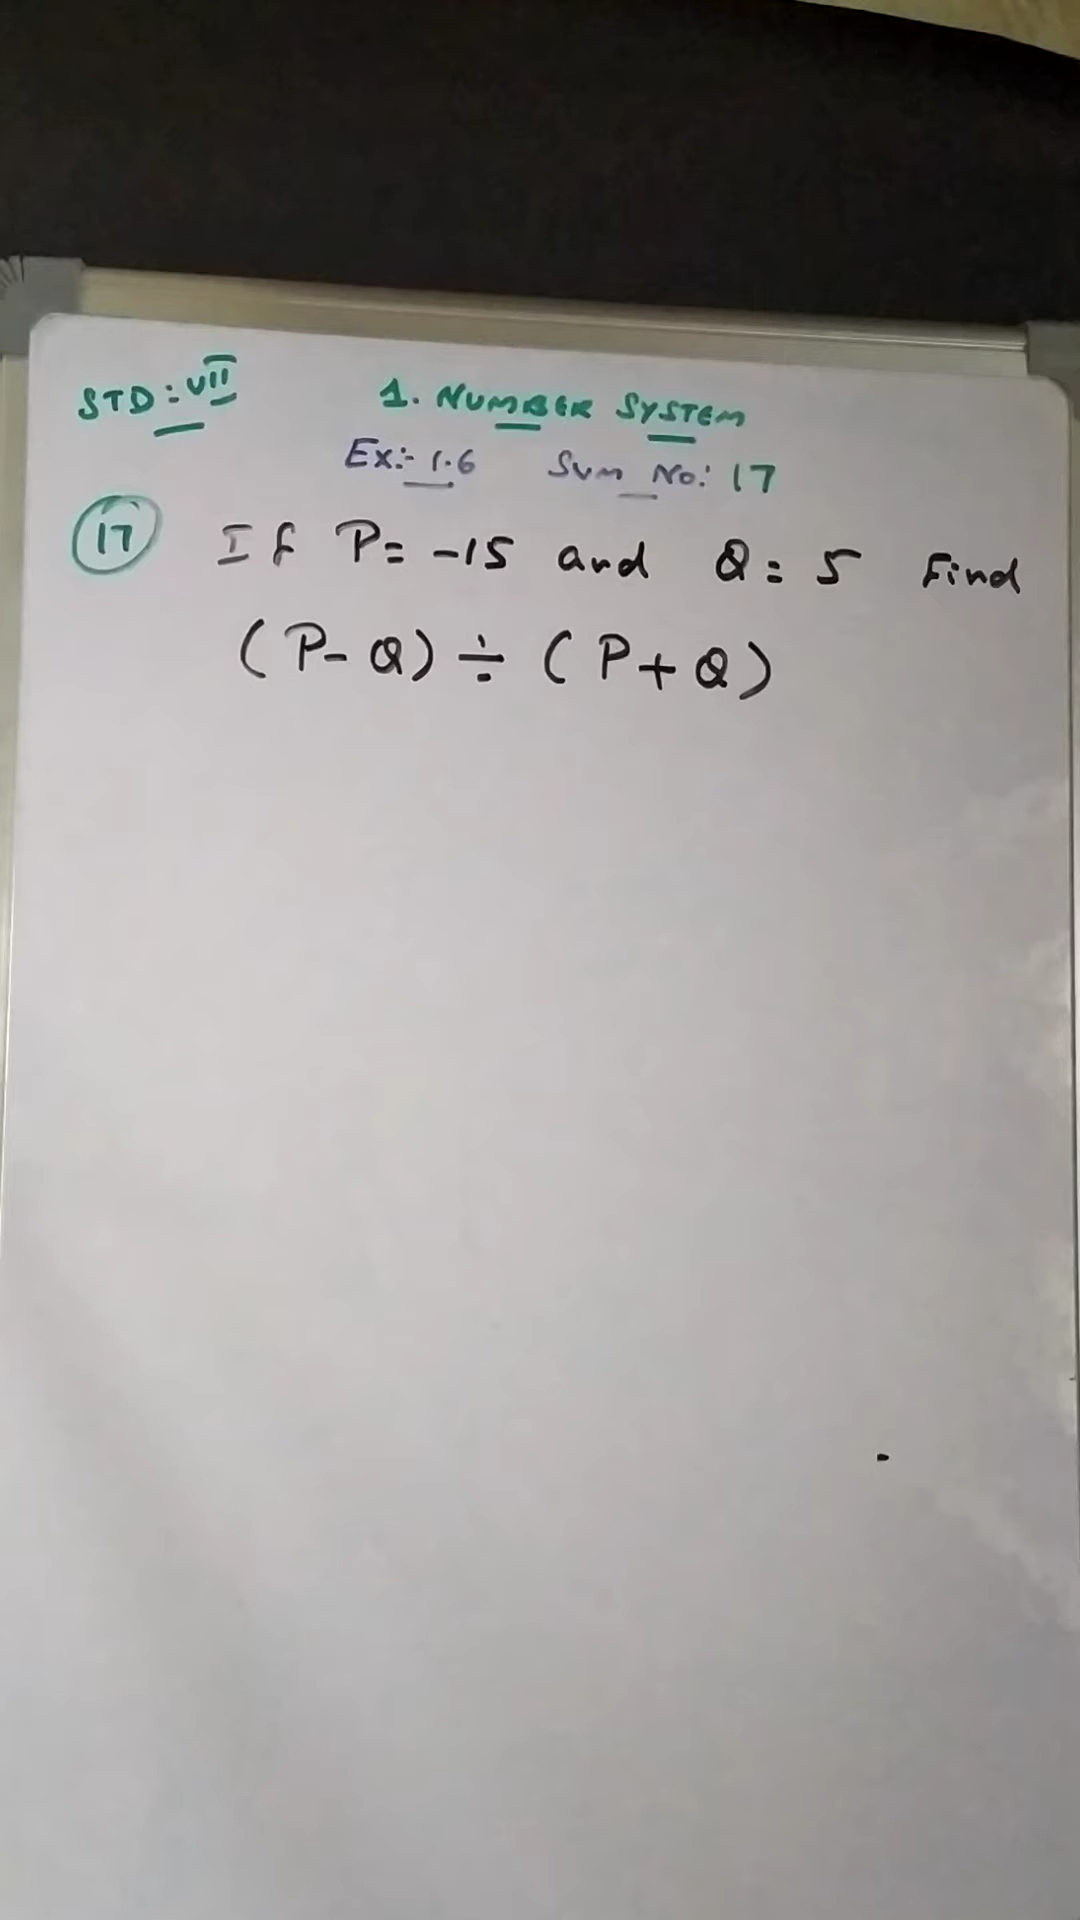 STD: VII 1. NUMBER SYSTEM
Ex:- 1.6 Sum No: 17
17 If P= -15 and Q= 5 Find
(P- Q) ÷ (P+Q)